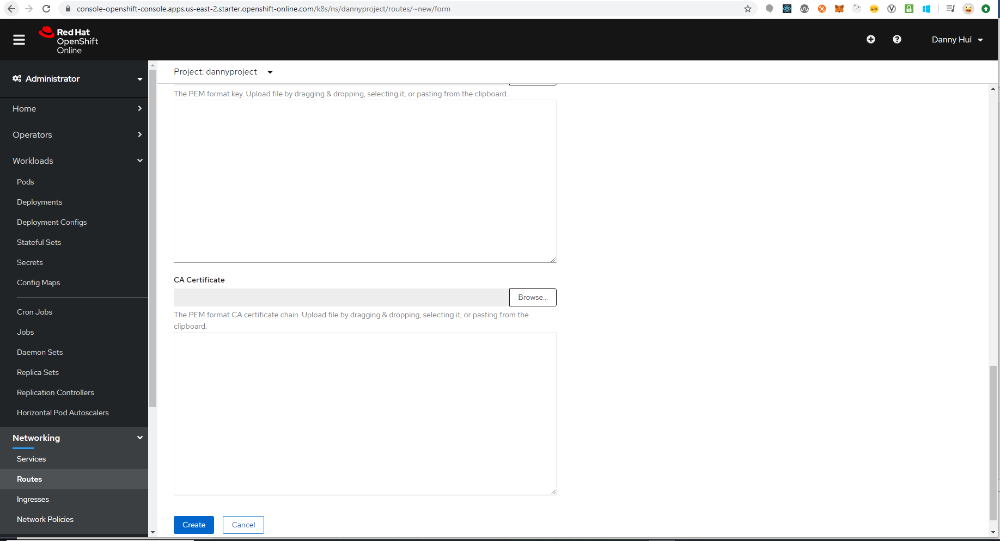 console-openshift-console.apps.us-east-2.starter.openshift-online.com/k8s/ns/dannyproject/routes/~new/form
Red Hat
OpenShift
Online
Danny Hui
Administrator
Home
Operators
Workloads
Pods
Deployments
Deployment Configs
Stateful Sets
Secrets
Config Maps
Cron Jobs
Jobs
Daemon Sets
Replica Sets
Replication Controllers
Horizontal Pod Autoscalers
Networking
Services
Routes
Ingresses
Network Policies
Project: dannyproject
The PEM format key. Upload file by dragging & dropping, selecting it, or pasting from the clipboard.
CA Certificate
Browse...
The PEM format CA certificate chain. Upload file by dragging & dropping, selecting it, or pasting from the
clipboard.
Create
Cancel